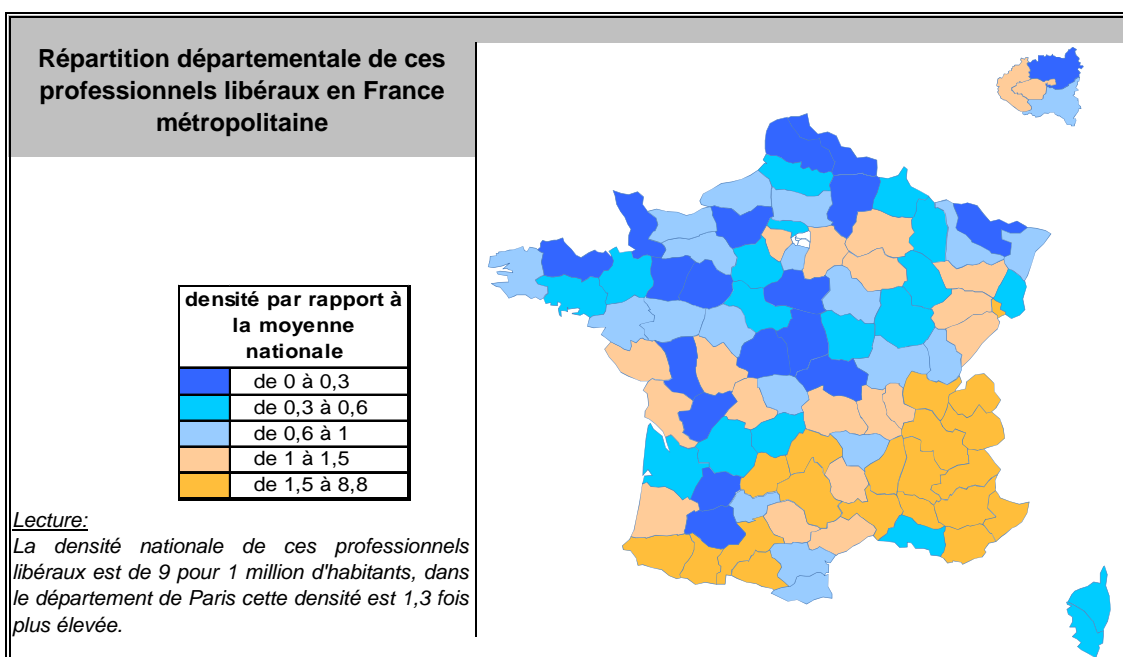 Répartition départementale de ces
professionnels libéraux en France
métropolitaine
densité par rapport à
la moyenne
nationale
de 0 à 0,3
de 0,3 à 0,6
de 0,6 à 1
de 1 à 1,5
de 1,5 à 8,8
Lecture:
La densité nationale de ces professionnels
libéraux est de 9 pour 1 million d'habitants, dans
le département de Paris cette densité est 1,3 fois
plus élevée.